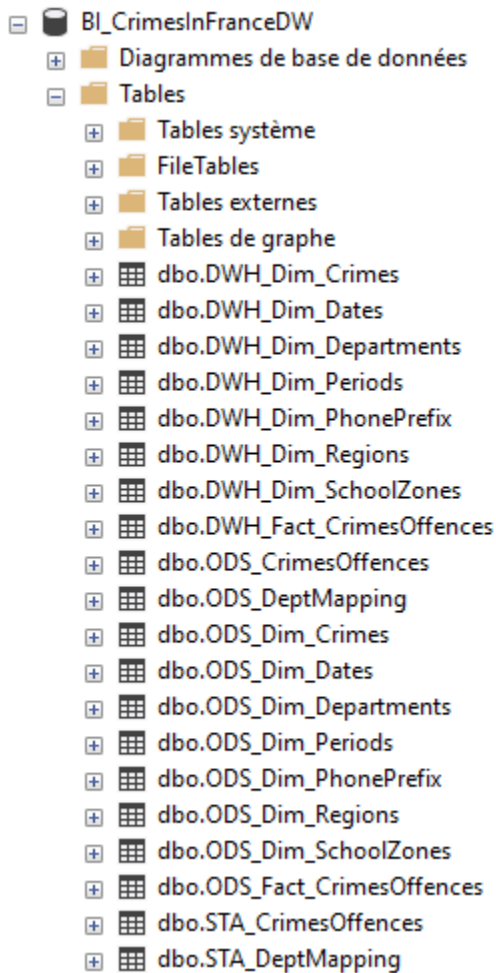 BI_CrimesInFranceDW
Diagrammes de base de données
Tables
Tables système
FileTables
Tables externes
Tables de graphe
dbo.DWH_Dim_Crimes
dbo.DWH_Dim_Dates
dbo.DWH_Dim_Departments
dbo.DWH_Dim_Periods
dbo.DWH_Dim_PhonePrefix
dbo.DWH_Dim_Regions
dbo.DWH_Dim_SchoolZones
dbo.DWH_Fact_CrimesOffences
dbo.ODS_CrimesOffences
dbo.ODS_DeptMapping
dbo.ODS_Dim_Crimes
dbo.ODS_Dim_Dates
dbo.ODS_Dim_Departments
dbo.ODS_Dim_Periods
dbo.ODS_Dim_PhonePrefix
dbo.ODS_Dim_Regions
dbo.ODS_Dim_SchoolZones
dbo.ODS_Fact_CrimesOffences
dbo.STA_CrimesOffences
dbo.STA_DeptMapping